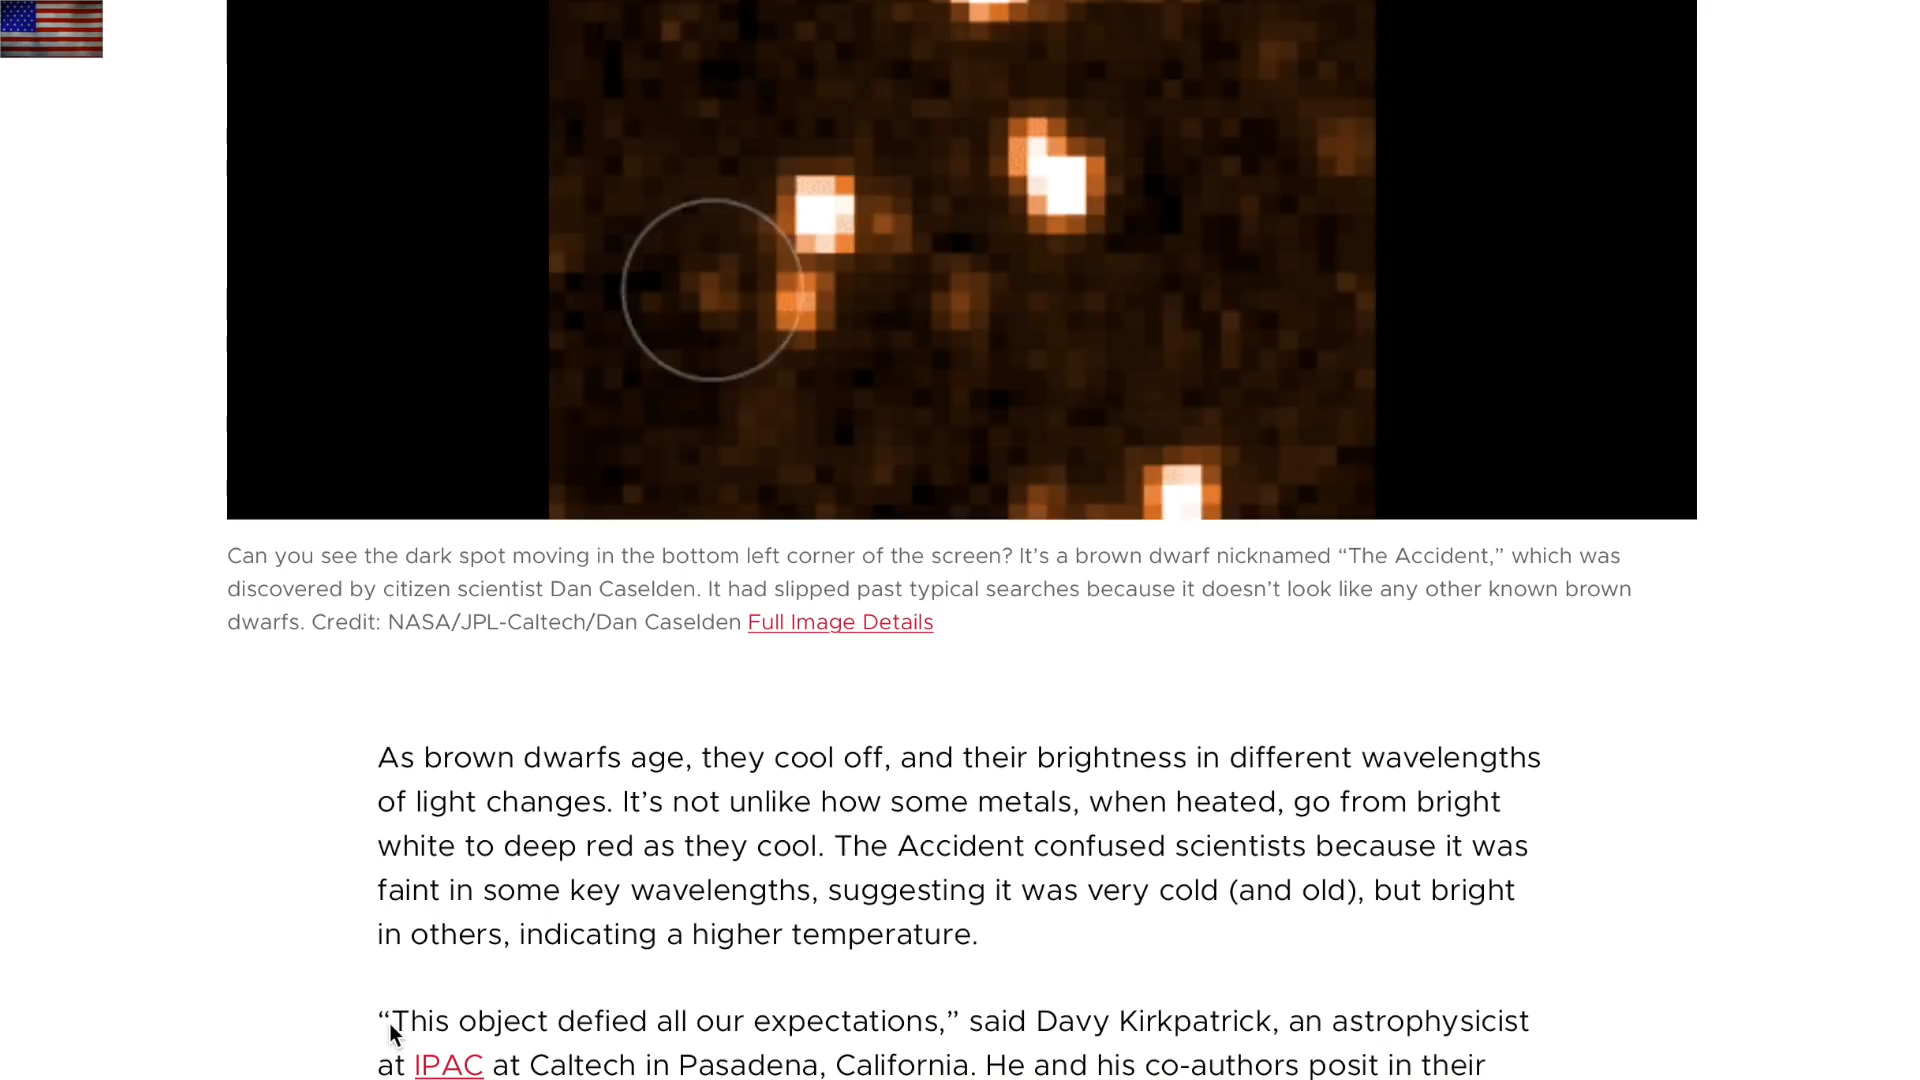 Can you see the dark spot moving in the bottom left corner of the screen? It’s a brown dwarf nicknamed “The Accident,” which was
discovered by citizen scientist Dan Caselden. It had slipped past typical searches because it doesn’t look like any other known brown
dwarfs. Credit: NASA/JPL-Caltech/Dan Caselden Full Image Details
As brown dwarfs age, they cool off, and their brightness in different wavelengths
of light changes. It’s not unlike how some metals, when heated, go from bright
white to deep red as they cool. The Accident confused scientists because it was
faint in some key wavelengths, suggesting it was very cold (and old), but bright
in others, indicating a higher temperature.
“This object defied all our expectations,” said Davy Kirkpatrick, an astrophysicist
at IPAC at Caltech in Pasadena, California. He and his co-authors posit in their